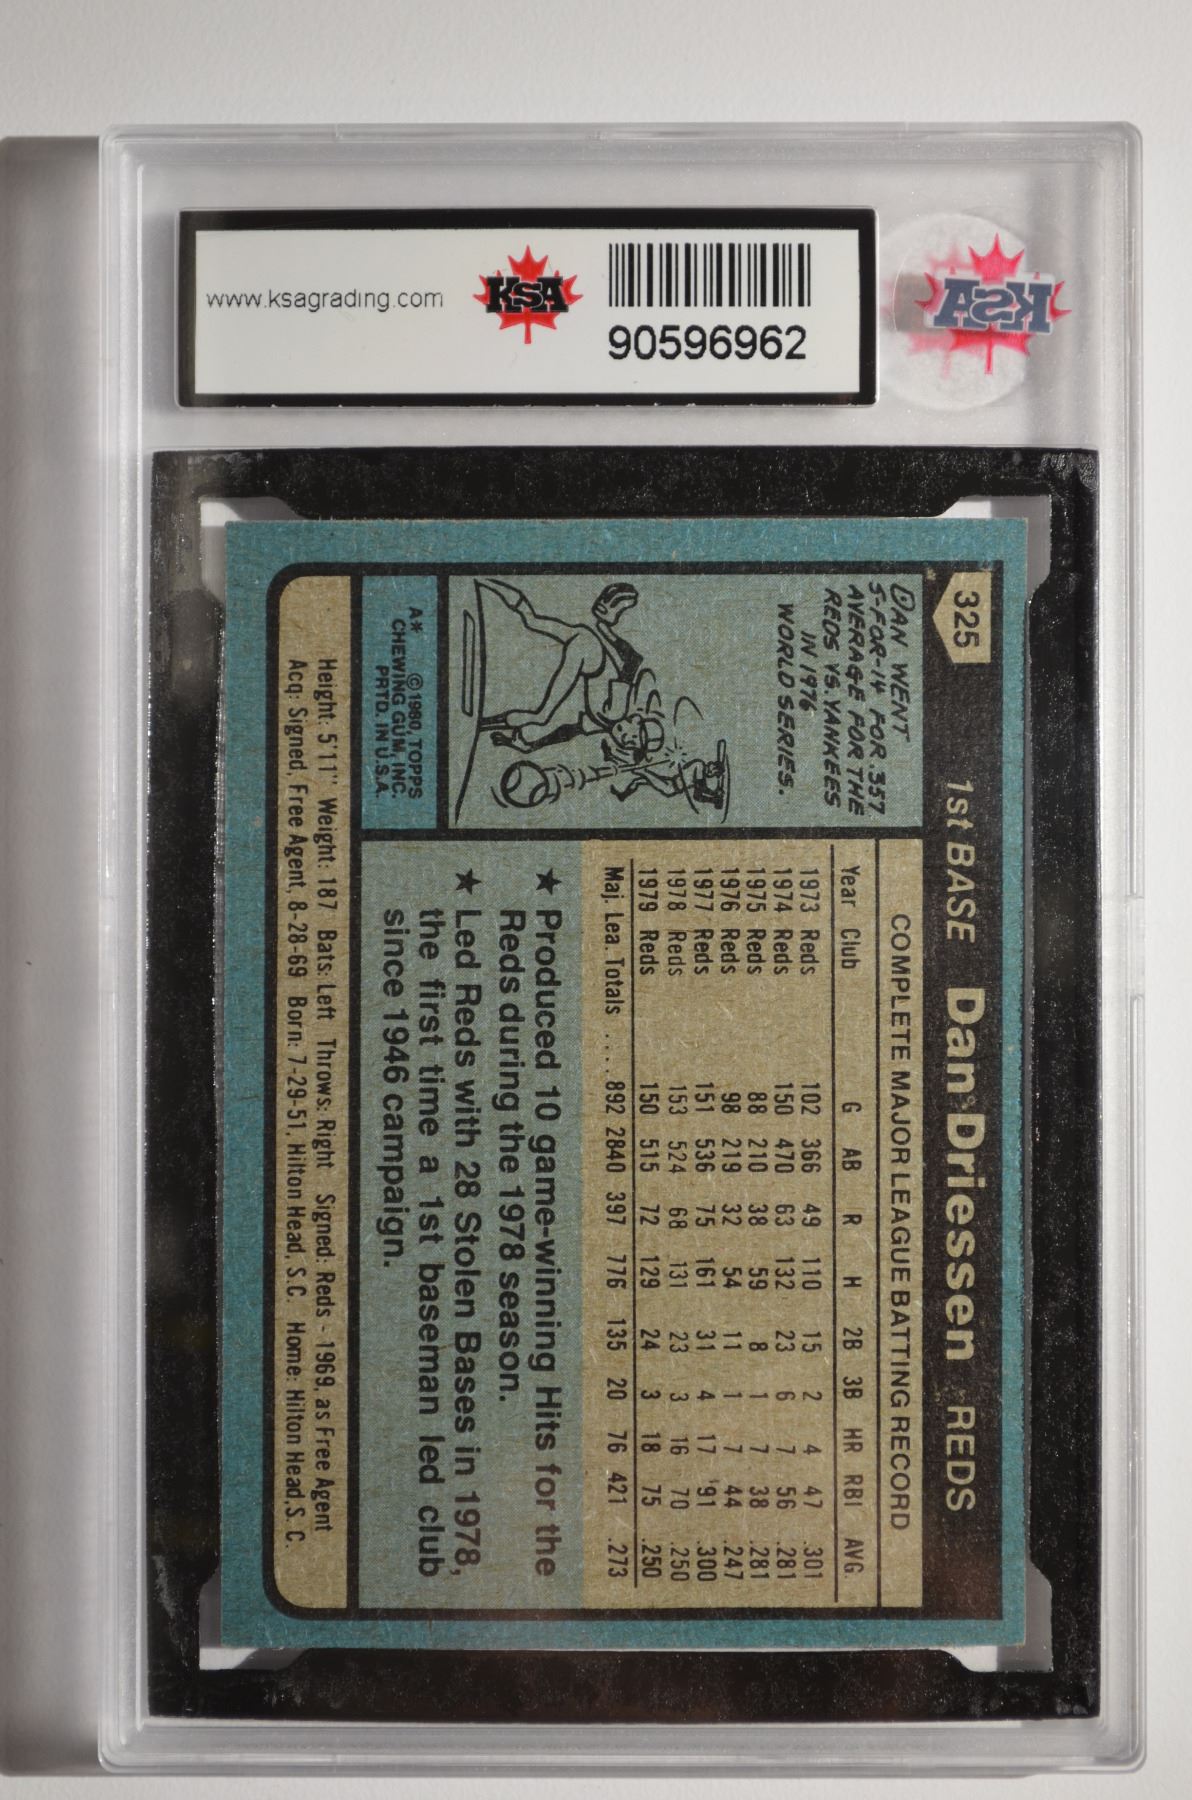 www.ksagrading.com
KSA
90596962
KSA
325
1st BASE Dan Driessen REDS
DAN WENT
5-FOR-14 FOR .357
AVERAGE FOR THE
REDS VS. YANKEES
IN 1976
WORLD SERIES.
A* ©1980, TOPPS
CHEWING GUM, INC.
PRTD. IN U.S.A.
COMPLETE MAJOR LEAGUE BATTING RECORD
Year Club G AB R H 2B 3B HR RBI AVG.
1973 Reds 102 366 49 110 15 2 4 47 .301
1974 Reds 150 470 63 132 23 6 7 56 .281
1975 Reds 88 210 38 59 8 1 7 38 .281
1976 Reds 98 219 32 54 11 1 7 44 .247
1977 Reds 151 536 75 161 31 4 17 91 .300
1978 Reds 153 524 68 131 23 3 16 70 .250
1979 Reds 150 515 72 129 24 3 18 75 .250
Maj. Lea. Totals .... 892 2840 397 776 135 20 76 421 .273
★ Produced 10 game-winning Hits for the
Reds during the 1978 season.
★ Led Reds with 28 Stolen Bases in 1978,
the first time a 1st baseman led club
since 1946 campaign.
Height: 5'11" Weight: 187 Bats: Left Throws: Right Signed: Reds - 1969, as Free Agent
Acq: Signed, Free Agent, 8-28-69 Born: 7-29-51, Hilton Head, S.C. Home: Hilton Head, S. C.